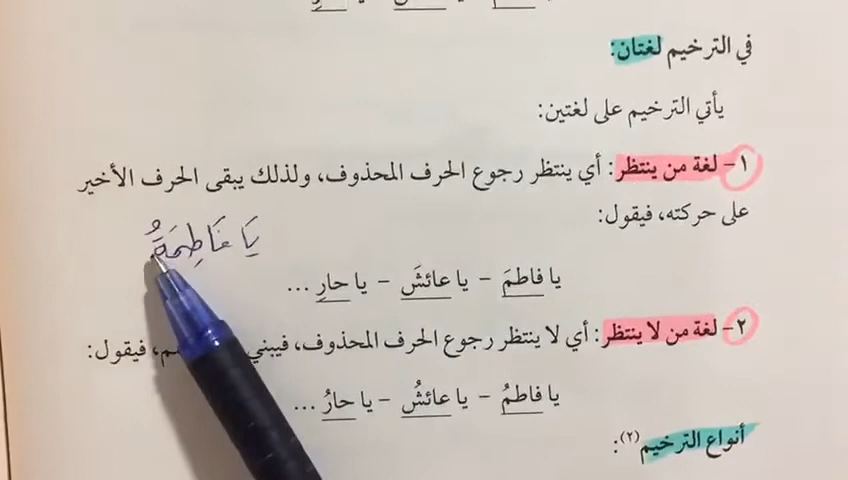 في الترخيم لغتان:
يأتي الترخيم على لغتين:
١- لغة من ينتظر: أي ينتظر رجوع الحرف المحذوف، ولذلك يبقى الحرف الأخير
على حركته، فيقول:
يَا فَاطِمَةُ
يا فاطمَ - يا عائشَ - يا حارِ ...
٢- لغة من لا ينتظر: أي لا ينتظر رجوع الحرف المحذوف، فيبني فيقول:
يا فاطمُ - يا عائشُ - يا حارُ ...
أنواع الترخيم(٢):